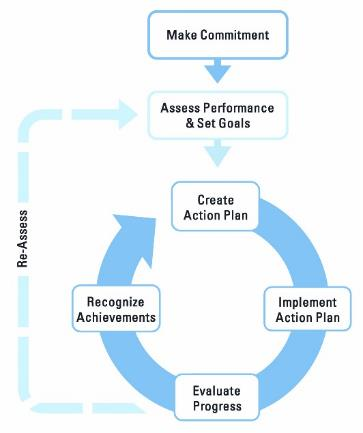 Make Commitment
Assess Performance
& Set Goals
Create
Action Plan
Implement
Action Plan
Evaluate
Progress
Recognize
Achievements
Re-Assess